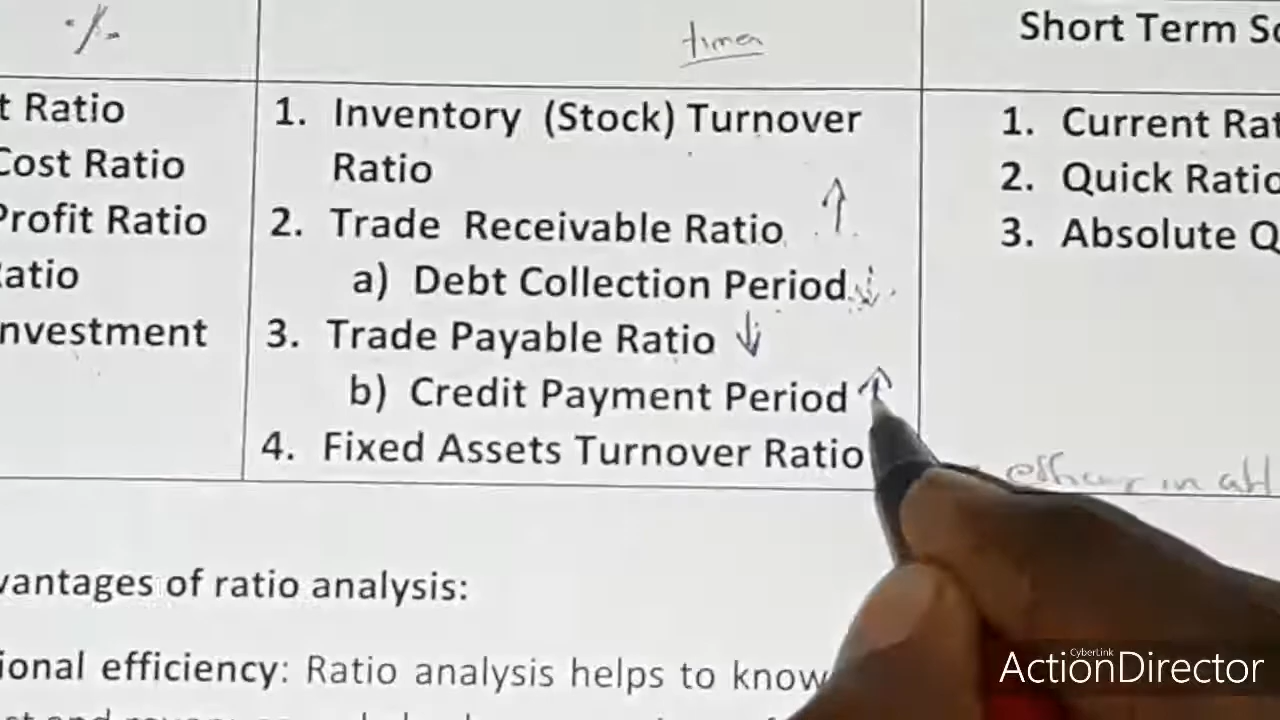 %
times
Short Term So
t Ratio
Cost Ratio
Profit Ratio
atio
nvestment
1. Inventory (Stock) Turnover
Ratio
2. Trade Receivable Ratio ↑
a) Debt Collection Period ↓
3. Trade Payable Ratio ↓
b) Credit Payment Period ↑
4. Fixed Assets Turnover Ratio
1. Current Rat
2. Quick Ratio
3. Absolute Q
in
vantages of ratio analysis:
ional efficiency: Ratio analysis helps to know
CyberLink
ActionDirector